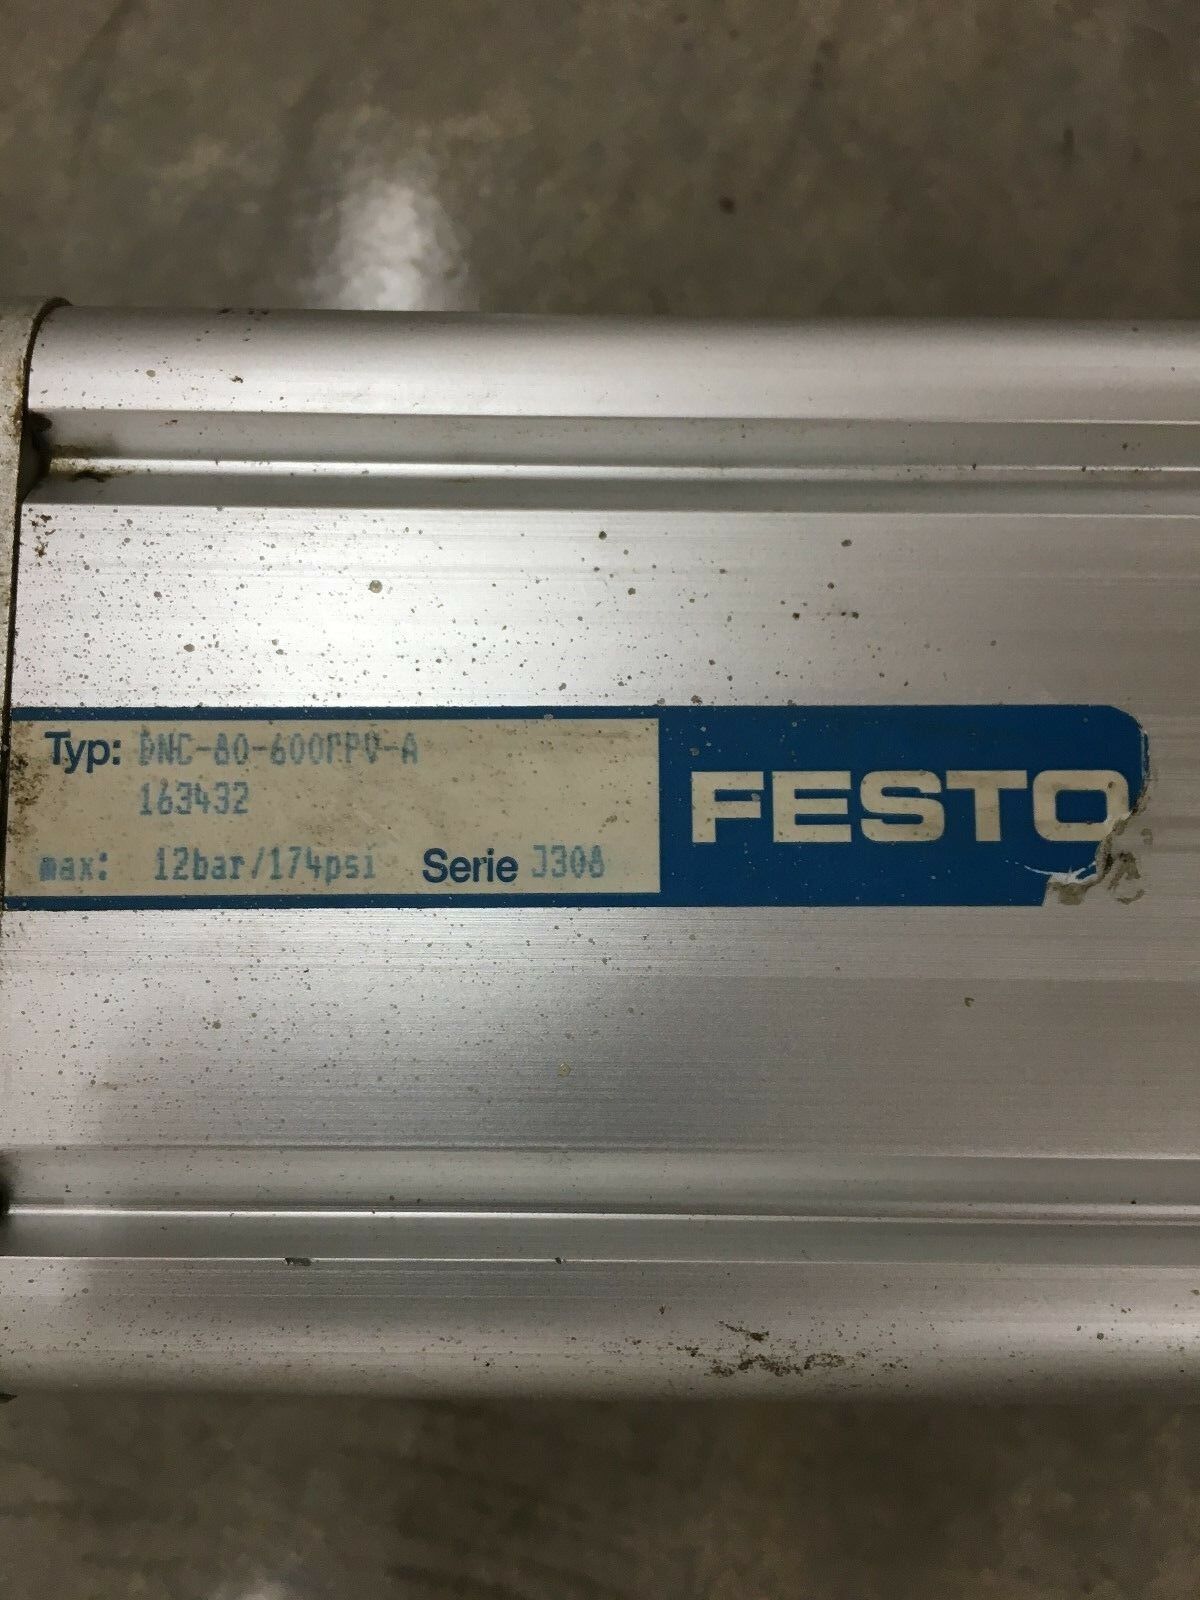 Typ: DNC-80-600PPV-A
163432
max: 12bar/174psi Serie J308
FESTO